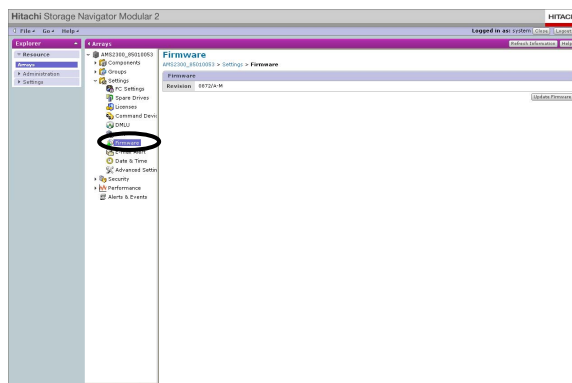 Hitachi Storage Navigator Modular 2
HITACHI
File Go Help
Logged in as: system Close Logout
Explorer
Resource
Arrays
Administration
Settings
Arrays
Refresh Information Help
AMS2300_85010053
Components
Groups
Settings
FC Settings
Spare Drives
Licenses
Command Devic
DMLU
Firmware
E-mail Alert
Date & Time
Advanced Settin
Security
Performance
Alerts & Events
Firmware
AMS2300_85010053 > Settings > Firmware
Firmware
Revision 0872/A-M
Update Firmware